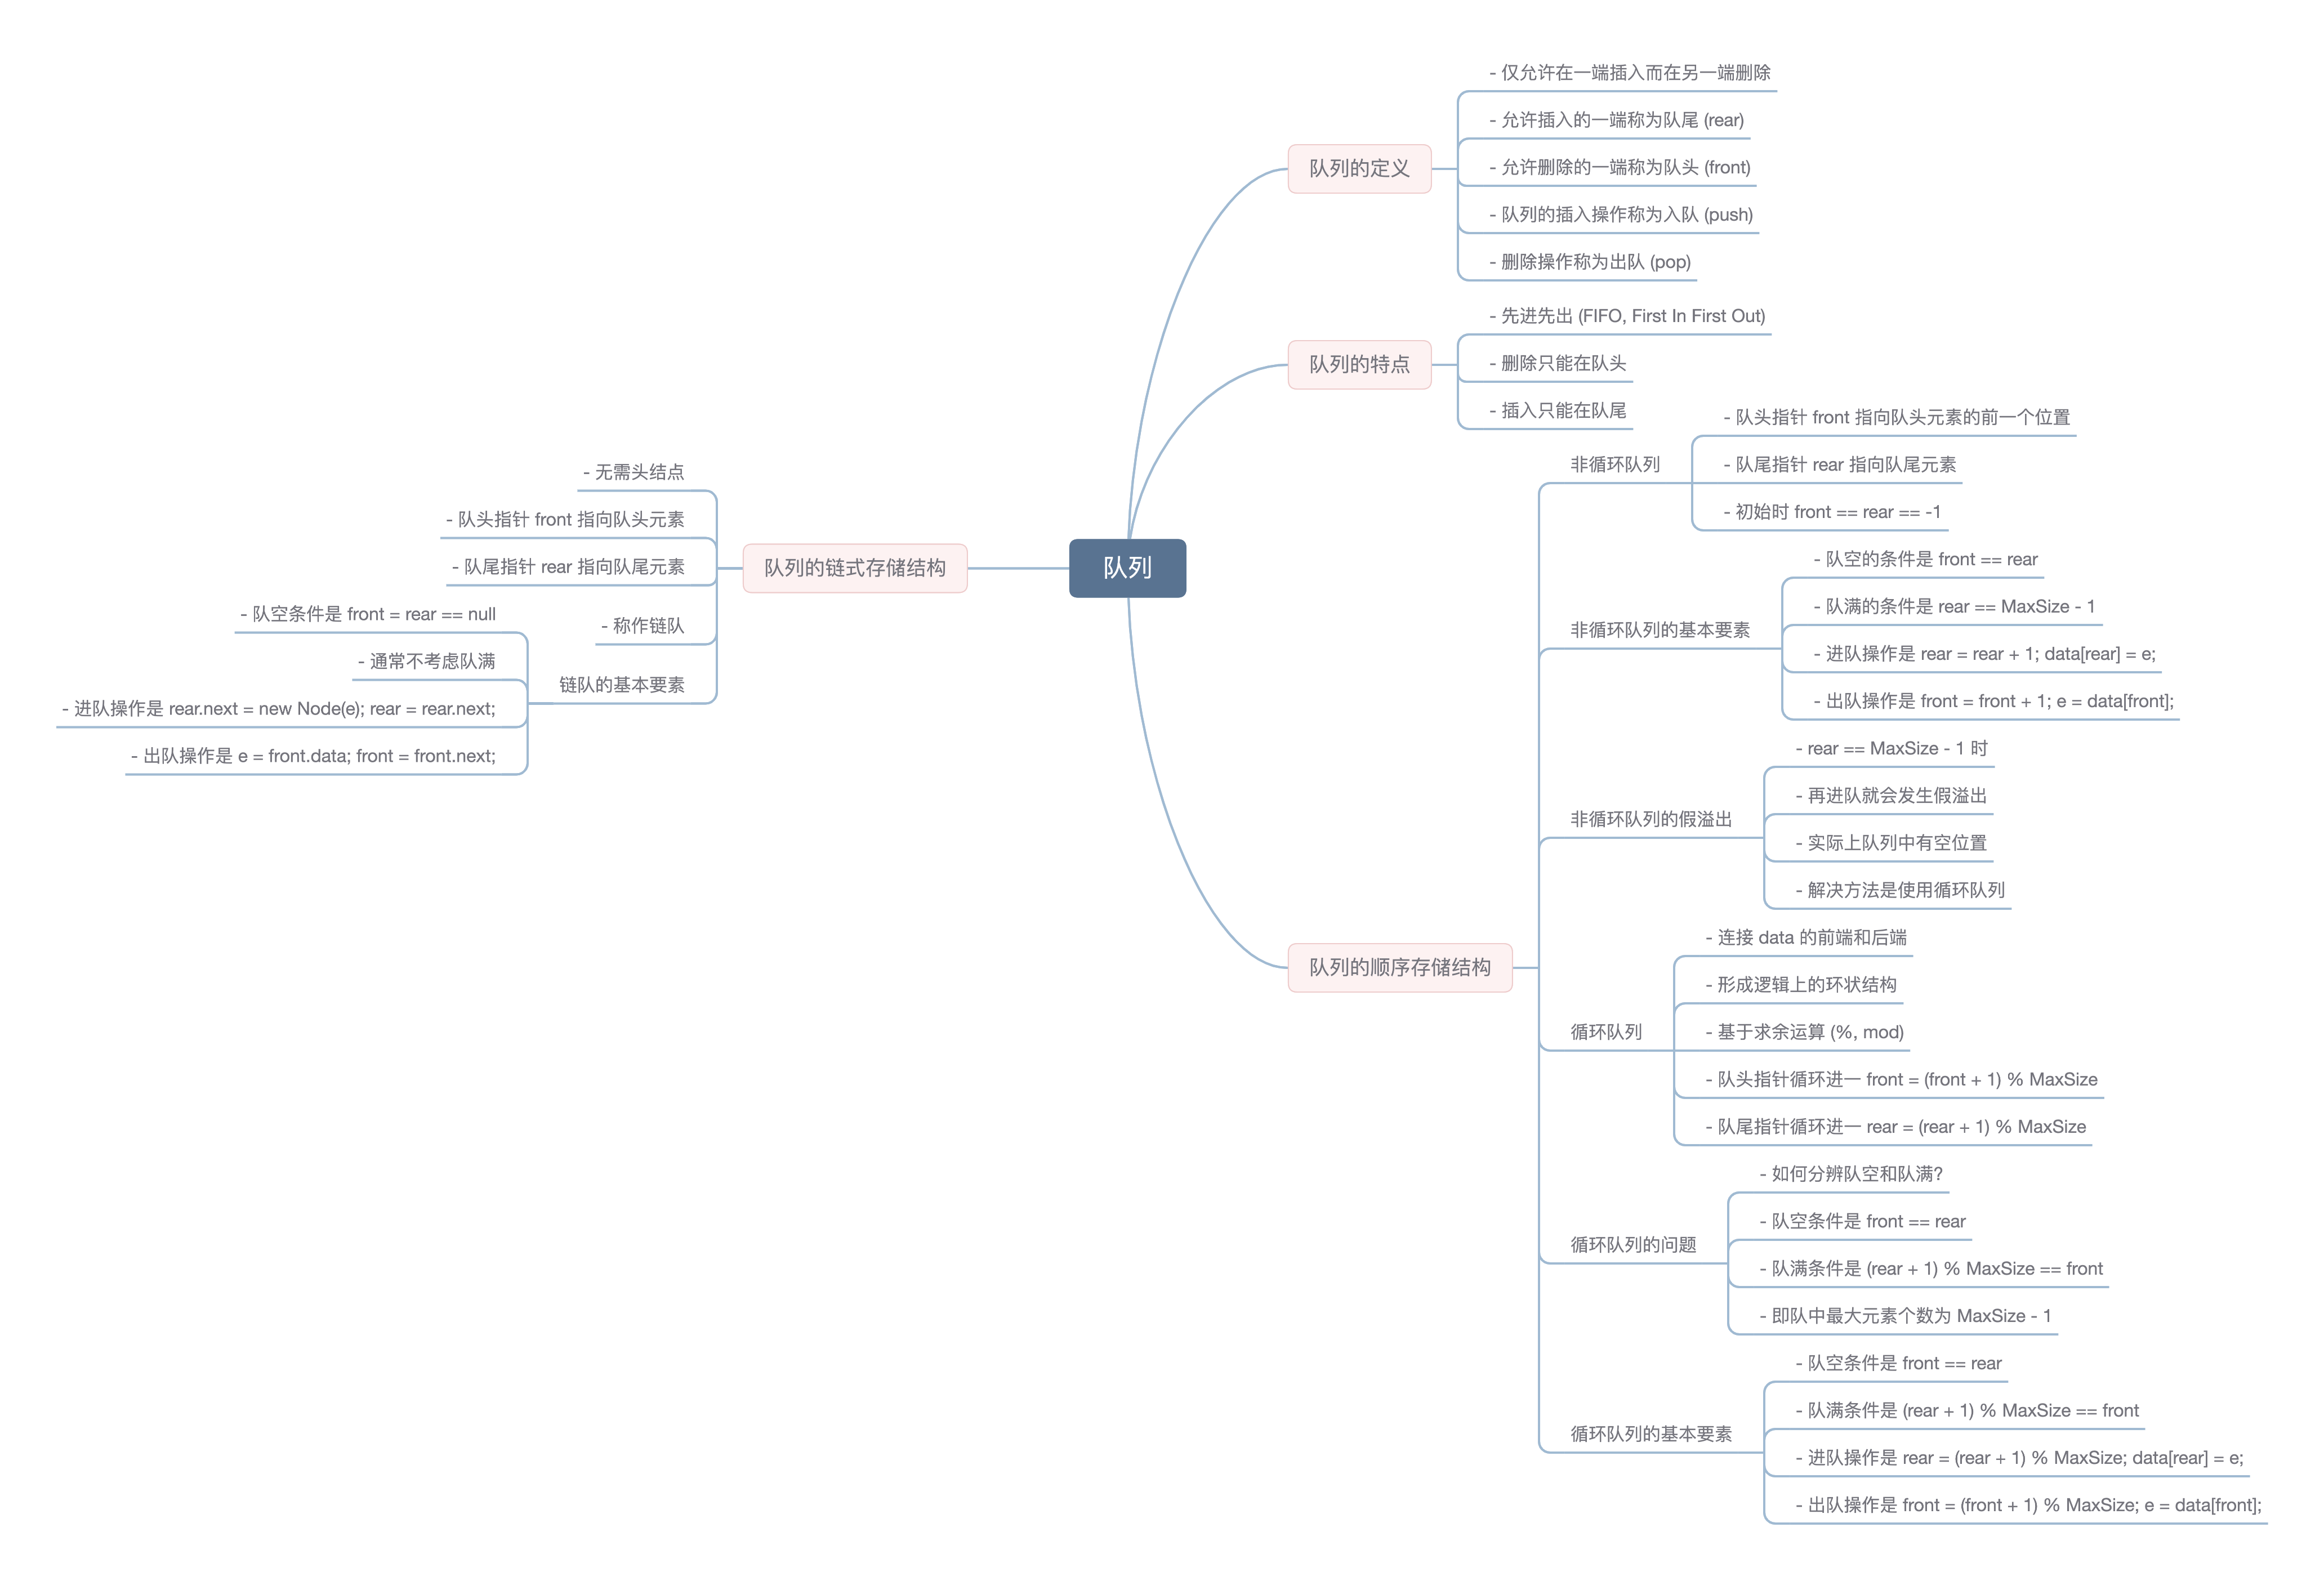 队列
队列的定义
- 仅允许在一端插入而在另一端删除
- 允许插入的一端称为队尾 (rear)
- 允许删除的一端称为队头 (front)
- 队列的插入操作称为入队 (push)
- 删除操作称为出队 (pop)
队列的特点
- 先进先出 (FIFO, First In First Out)
- 删除只能在队头
- 插入只能在队尾
队列的顺序存储结构
非循环队列
- 队头指针 front 指向队头元素的前一个位置
- 队尾指针 rear 指向队尾元素
- 初始时 front == rear == -1
非循环队列的基本要素
- 队空的条件是 front == rear
- 队满的条件是 rear == MaxSize - 1
- 进队操作是 rear = rear + 1; data[rear] = e;
- 出队操作是 front = front + 1; e = data[front];
非循环队列的假溢出
- rear == MaxSize - 1 时
- 再进队就会发生假溢出
- 实际上队列中有空位置
- 解决方法是使用循环队列
循环队列
- 连接 data 的前端和后端
- 形成逻辑上的环状结构
- 基于求余运算 (%, mod)
- 队头指针循环进一 front = (front + 1) % MaxSize
- 队尾指针循环进一 rear = (rear + 1) % MaxSize
循环队列的问题
- 如何分辨队空和队满?
- 队空条件是 front == rear
- 队满条件是 (rear + 1) % MaxSize == front
- 即队中最大元素个数为 MaxSize - 1
循环队列的基本要素
- 队空条件是 front == rear
- 队满条件是 (rear + 1) % MaxSize == front
- 进队操作是 rear = (rear + 1) % MaxSize; data[rear] = e;
- 出队操作是 front = (front + 1) % MaxSize; e = data[front];
队列的链式存储结构
- 无需头结点
- 队头指针 front 指向队头元素
- 队尾指针 rear 指向队尾元素
- 称作链队
链队的基本要素
- 队空条件是 front = rear == null
- 通常不考虑队满
- 进队操作是 rear.next = new Node(e); rear = rear.next;
- 出队操作是 e = front.data; front = front.next;